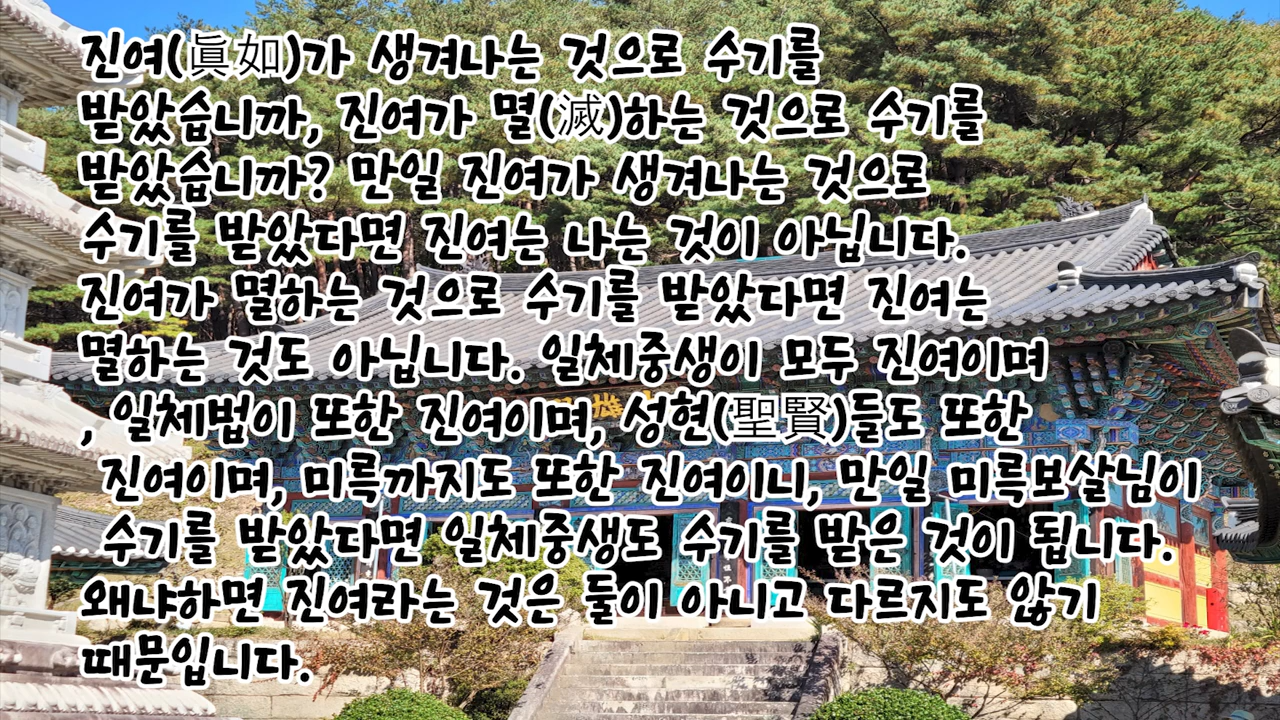 진여(眞如)가 생겨나는 것으로 수기를
받았습니까, 진여가 멸(滅)하는 것으로 수기를
받았습니까? 만일 진여가 생겨나는 것으로
수기를 받았다면 진여는 나는 것이 아닙니다.
진여가 멸하는 것으로 수기를 받았다면 진여는
멸하는 것도 아닙니다. 일체중생이 모두 진여이며
, 일체법이 또한 진여이며, 성현(聖賢)들도 또한
진여이며, 미륵까지도 또한 진여이니, 만일 미륵보살님이
수기를 받았다면 일체중생도 수기를 받은 것이 됩니다.
왜냐하면 진여라는 것은 둘이 아니고 다르지도 않기
때문입니다.